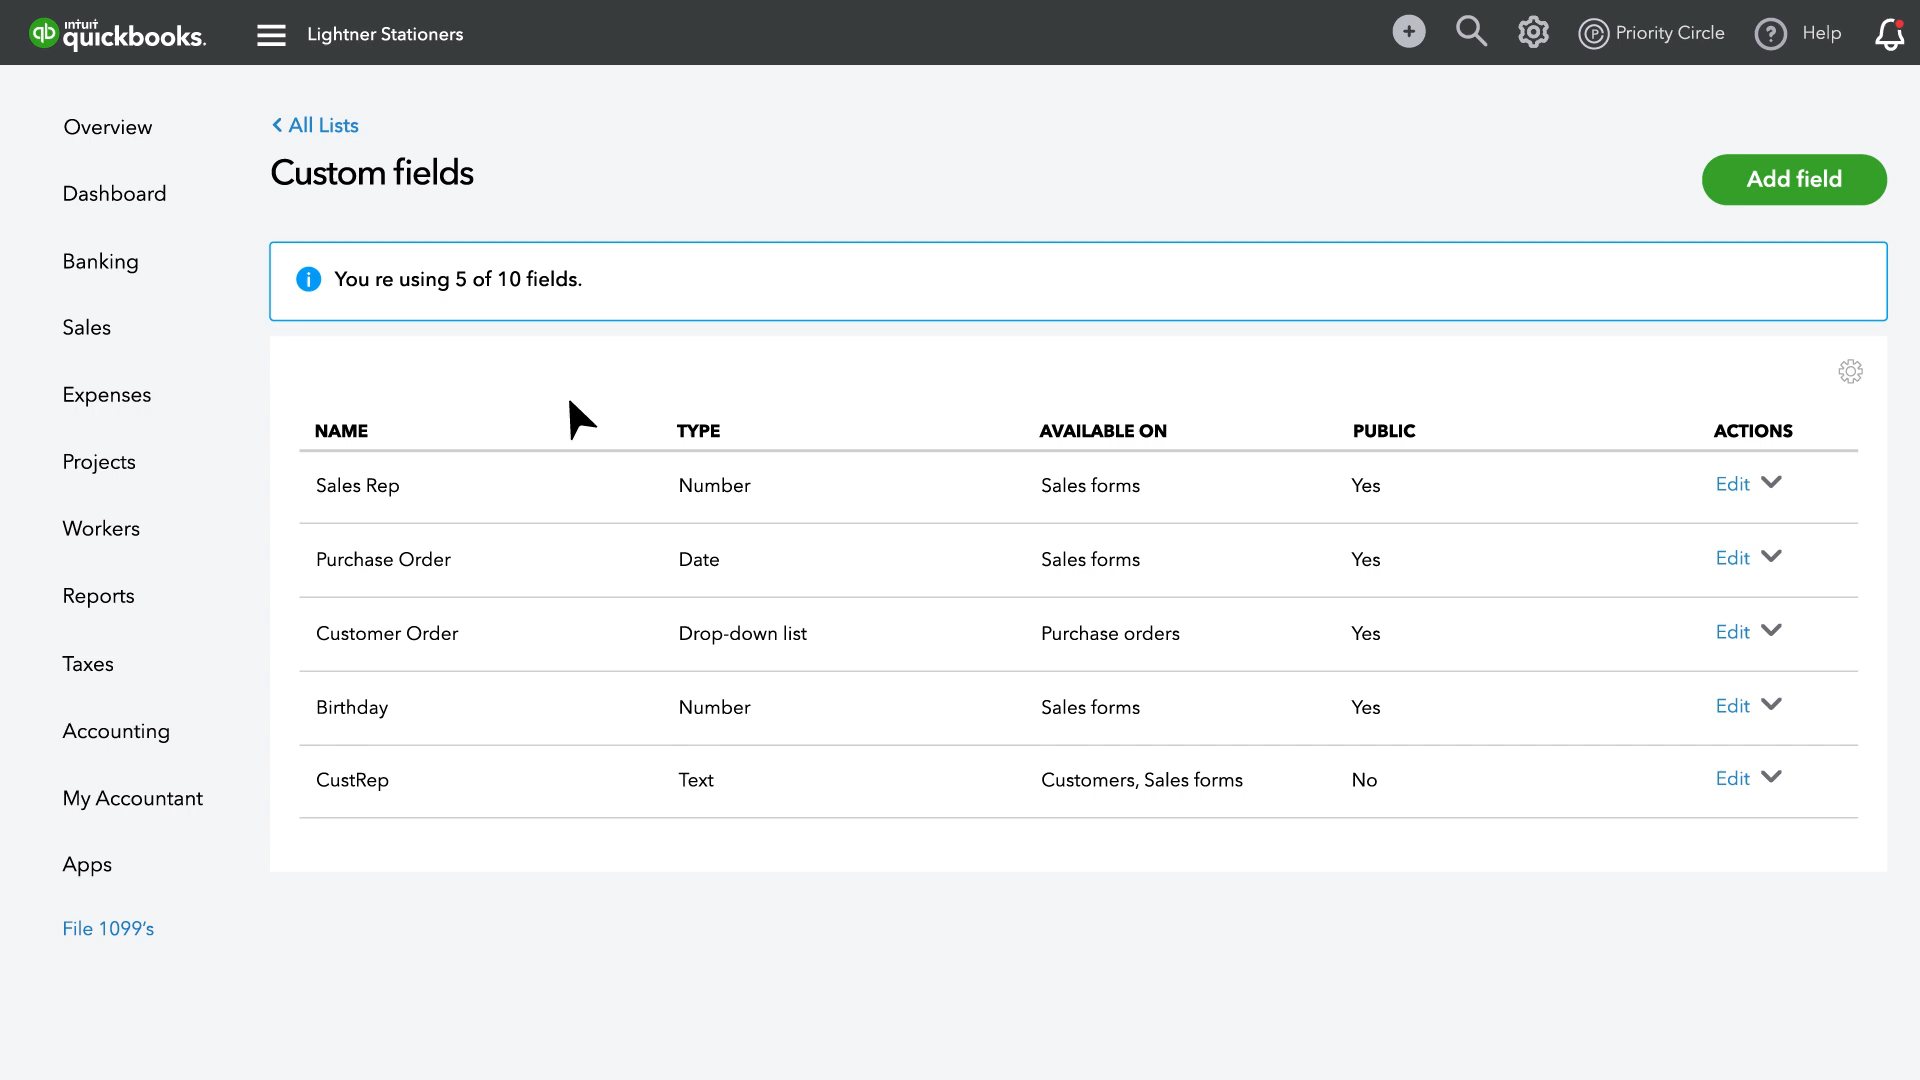 intuit
qb quickbooks.
Lightner Stationers
Priority Circle
Help
Overview
Dashboard
Banking
Sales
Expenses
Projects
Workers
Reports
Taxes
Accounting
My Accountant
Apps
File 1099’s
All Lists
Custom fields
Add field
You re using 5 of 10 fields.
NAME TYPE AVAILABLE ON PUBLIC ACTIONS
Sales Rep Number Sales forms Yes Edit
Purchase Order Date Sales forms Yes Edit
Customer Order Drop-down list Purchase orders Yes Edit
Birthday Number Sales forms Yes Edit
CustRep Text Customers, Sales forms No Edit